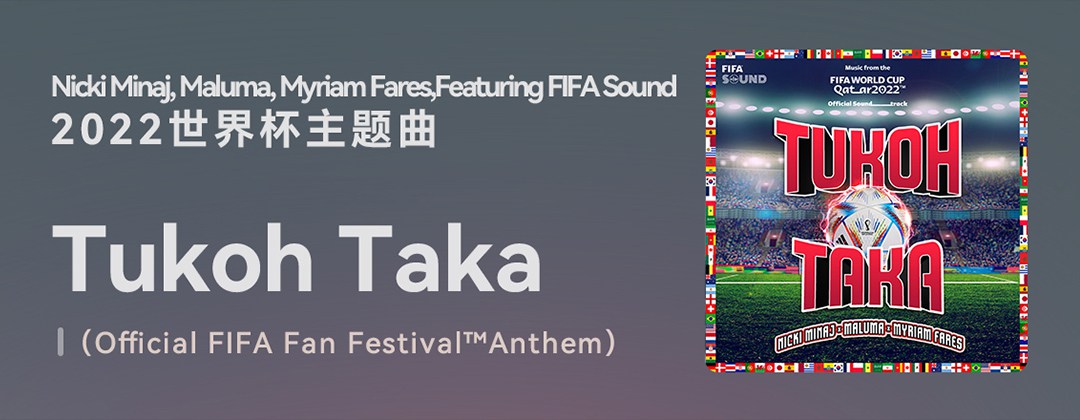 Nicki Minaj, Maluma, Myriam Fares,Featuring FIFA Sound
2022世界杯主题曲
Tukoh Taka
（Official FIFA Fan Festival™Anthem）
FIFA
SOUND
Music from the
FIFA WORLD CUP
Qat_ar2022™
Official Sound____track
TUKOH
TAKA
NICKI MINAJ • MALUMA • MYRIAM FARES